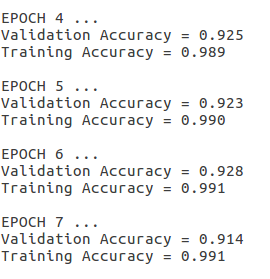 EPOCH 4 ...
Validation Accuracy = 0.925
Training Accuracy = 0.989
EPOCH 5 ...
Validation Accuracy = 0.923
Training Accuracy = 0.990
EPOCH 6 ...
Validation Accuracy = 0.928
Training Accuracy = 0.991
EPOCH 7 ...
Validation Accuracy = 0.914
Training Accuracy = 0.991